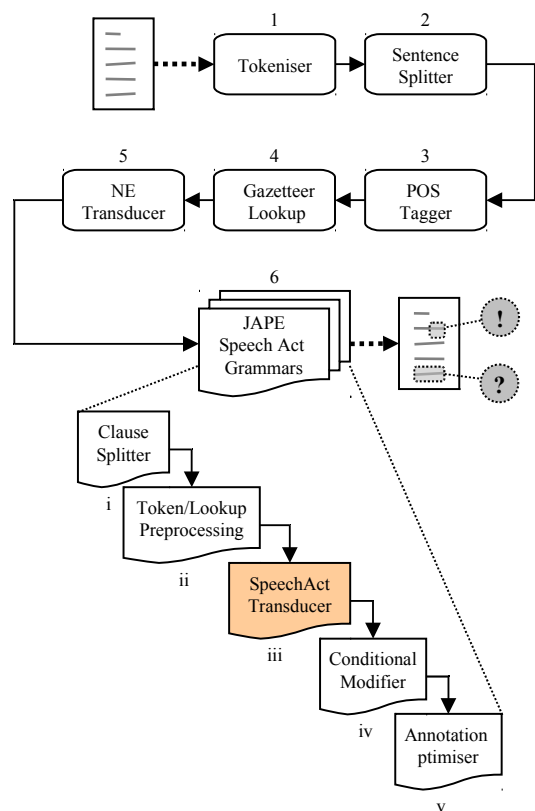 1
Tokeniser
2
Sentence
Splitter
5
NE
Transducer
4
Gazetteer
Lookup
3
POS
Tagger
6
JAPE
Speech Act
Grammars
!
?
Clause
Splitter
i
Token/Lookup
Preprocessing
ii
SpeechAct
Transducer
iii
Conditional
Modifier
iv
Annotation
ptimiser
v